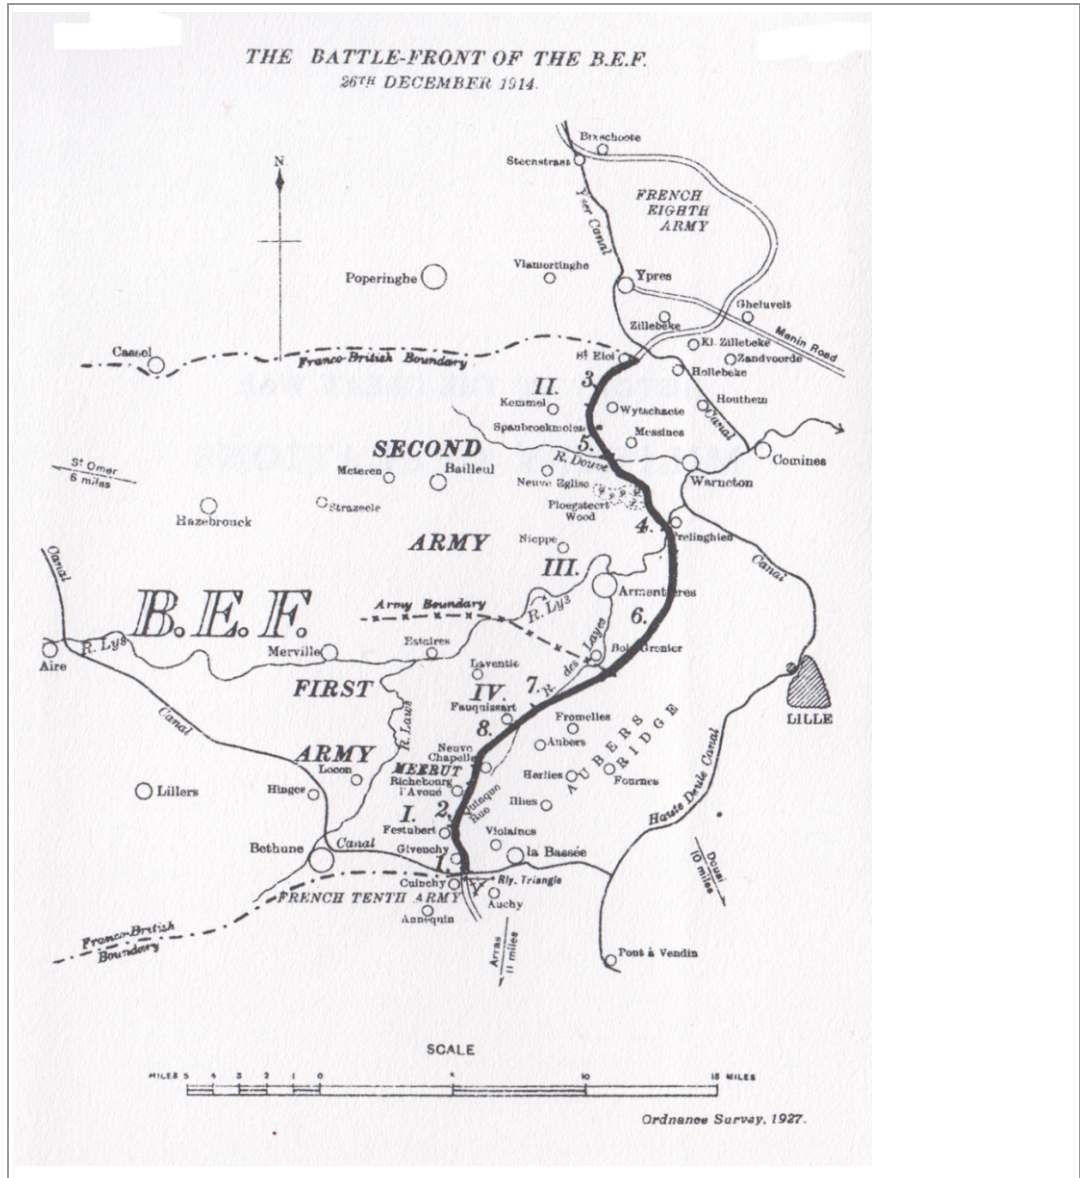 THE BATTLE-FRONT OF THE B.E.F.
26TH DECEMBER 1914.
N.
Bixschoote
Steenstraat
Yser Canal
FRENCH
EIGHTH
ARMY
Poperinghe
Vlamertinghe
Ypres
Gheluvelt
Zillebeke
Menin Road
Cassel
Franco-British Boundary
St Eloi
Kl. Zillebeke
Zandvoorde
Hollebeke
II.
3.
Kemmel
Wytschaete
Houthem
Canal
Spanbroekmolen
Messines
5.
SECOND
R. Douve
Comines
St Omer
6 miles
Meteren
Bailleul
Neuve Eglise
Warneton
Hazebrouck
Strazeele
Ploegsteert
Wood
4.
Frelinghien
ARMY
Nieppe
Canal
III.
Canal
Armentières
B.E.F.
Army Boundary
R. Lys
6.
Aire
R. Lys
Merville
Estaires
R. des Layes
Bois Grenier
Laventie
FIRST
IV.
7.
Fauquissart
LILLE
Canal
R. Lawe
8.
Fromelles
Aubers
AUBERS
RIDGE
Neuve
Chapelle
ARMY
MEERUT
Locon
Herlies
Fournes
Richebourg
l'Avoué
Haute Deule Canal
Lillers
Hinges
I.
2.
Quinque
Rue
Illies
Festubert
Violaines
Bethune
Canal
Givenchy
la Bassée
1.
Douai
10 miles
Cuinchy
Rly. Triangle
FRENCH TENTH ARMY
Auchy
Annequin
Franco-British
Boundary
Arras
11 miles
Pont à Vendin
SCALE
MILES 5 4 3 2 1 0 5 10 15 MILES
Ordnance Survey, 1927.